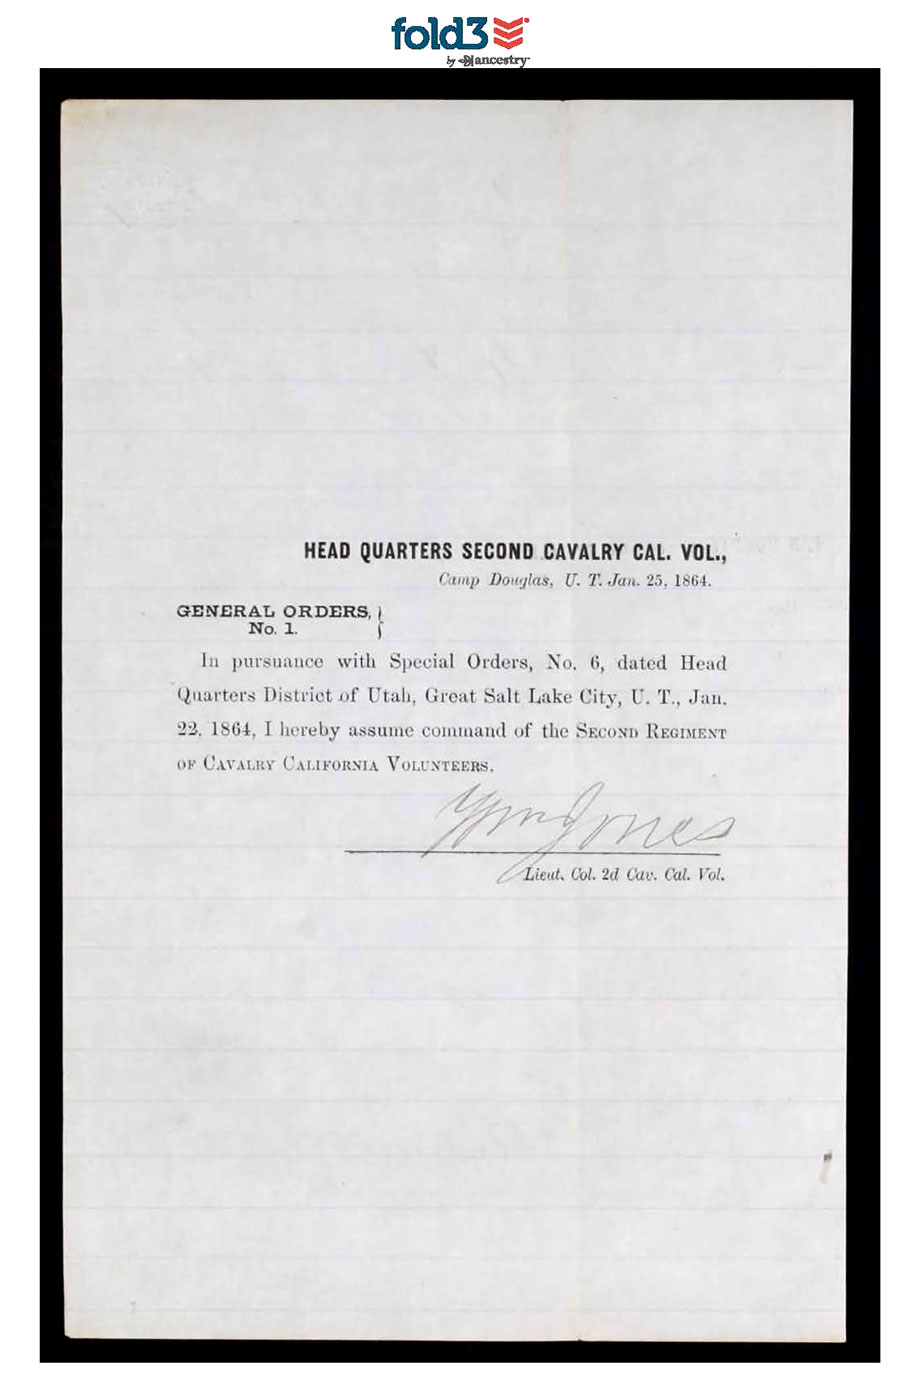 fold3
by ancestry
HEAD QUARTERS SECOND CAVALRY CAL. VOL.,
Camp Douglas, U. T. Jan. 25, 1864.
GENERAL ORDERS,
No. 1.
In pursuance with Special Orders, No. 6, dated Head
Quarters District of Utah, Great Salt Lake City, U. T., Jan.
22, 1864, I hereby assume command of the SECOND REGIMENT
OF CAVALRY CALIFORNIA VOLUNTEERS.
Wm Jones
Lieut. Col. 2d Cav. Cal. Vol.